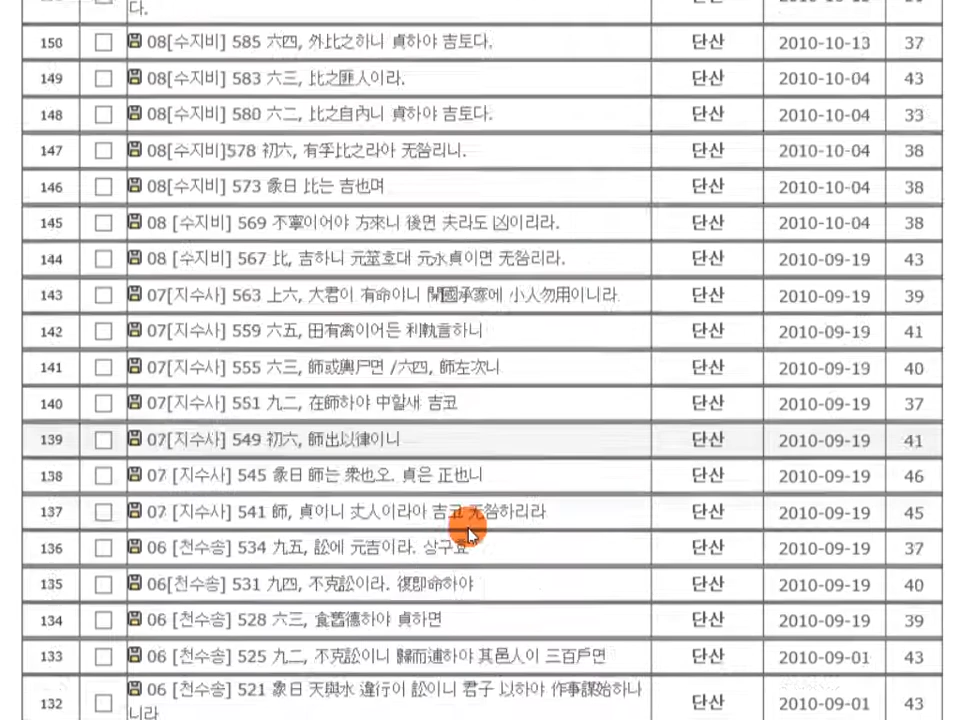 다.
150 08[수지비] 585 六四, 外比之하니 貞하야 吉토다. 단산 2010-10-13 37
149 08[수지비] 583 六三, 比之匪人이라. 단산 2010-10-04 43
148 08[수지비] 580 六二, 比之自內니 貞하야 吉토다. 단산 2010-10-04 33
147 08[수지비]578 初六, 有孚比之라아 无咎리니. 단산 2010-10-04 38
146 08[수지비] 573 彖曰 比는 吉也며 단산 2010-10-04 38
145 08 [수지비] 569 不寧이어야 方來니 後면 夫라도 凶이리라. 단산 2010-10-04 38
144 08 [수지비] 567 比, 吉하니 元筮호대 元永貞이면 无咎리라. 단산 2010-09-19 43
143 07[지수사] 563 上六, 大君이 有命이니 開國承家에 小人勿用이니라. 단산 2010-09-19 39
142 07[지수사] 559 六五, 田有禽이어든 利執言하니 단산 2010-09-19 41
141 07[지수사] 555 六三, 師或輿尸면 /六四, 師左次니 단산 2010-09-19 40
140 07[지수사] 551 九二, 在師하야 中할새 吉코 단산 2010-09-19 37
139 07[지수사] 549 初六, 師出以律이니 단산 2010-09-19 41
138 07 [지수사] 545 彖曰 師는 衆也오. 貞은 正也니 단산 2010-09-19 46
137 07 [지수사] 541 師, 貞이니 丈人이라아 吉코 无咎하리라 단산 2010-09-19 45
136 06 [천수송] 534 九五, 訟에 元吉이라. 상구효 단산 2010-09-19 37
135 06[천수송] 531 九四, 不克訟이라. 復卽命하야 단산 2010-09-19 40
134 06 [천수송] 528 六三, 食舊德하야 貞하면 단산 2010-09-19 39
133 06 [천수송] 525 九二, 不克訟이니 歸而逋하야 其邑人이 三百戶면 단산 2010-09-01 43
132 06 [천수송] 521 象曰 天與水 違行이 訟이니 君子 以하야 作事謀始하나 단산 2010-09-01 43
니라